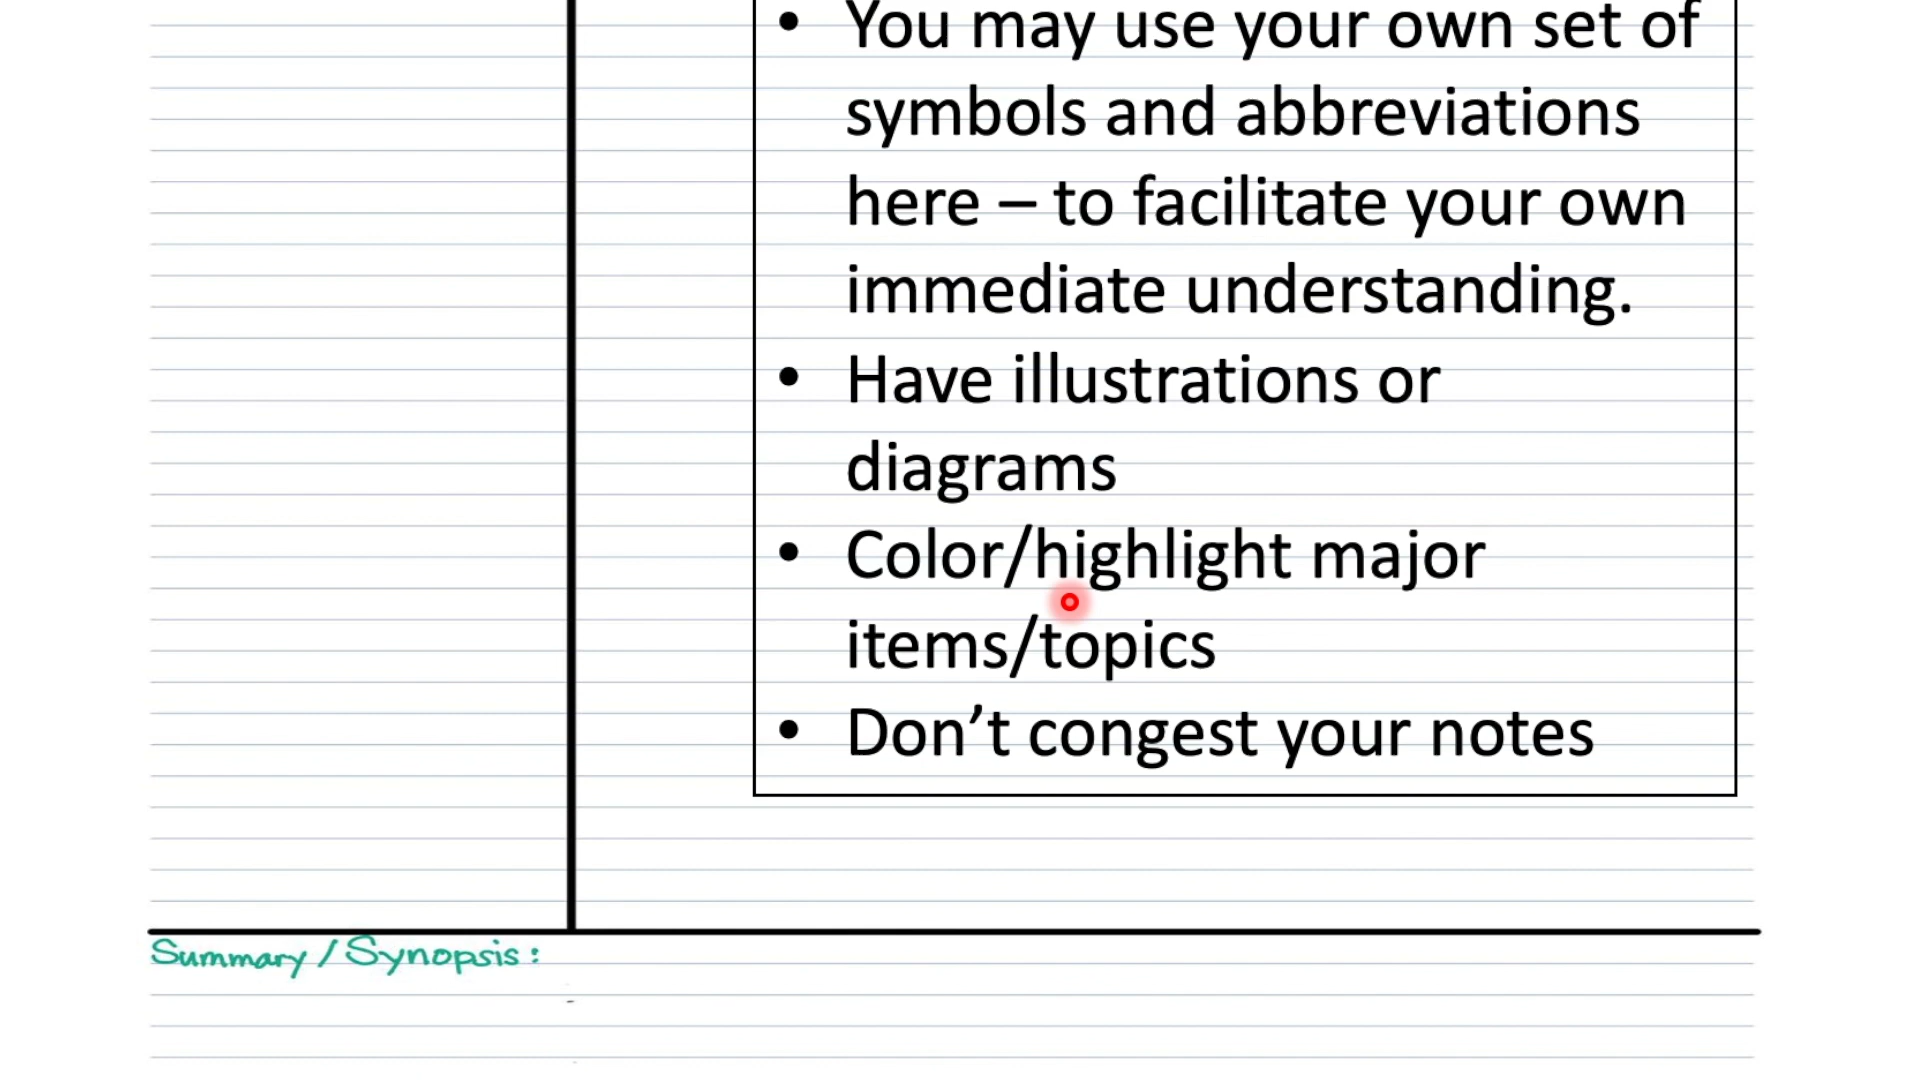 • You may use your own set of
symbols and abbreviations
here – to facilitate your own
immediate understanding.
• Have illustrations or
diagrams
• Color/highlight major
items/topics
• Don’t congest your notes
Summary / Synopsis: